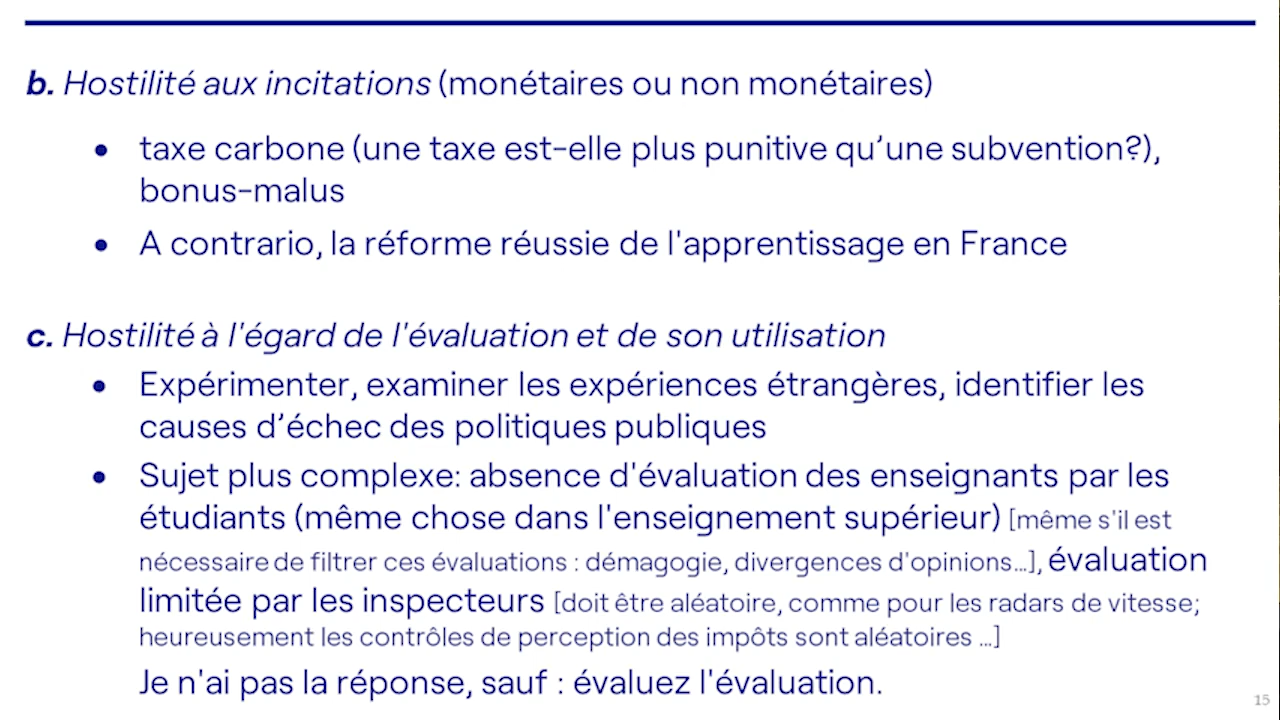 b. Hostilité aux incitations (monétaires ou non monétaires)
• taxe carbone (une taxe est-elle plus punitive qu’une subvention?),
bonus-malus
• A contrario, la réforme réussie de l'apprentissage en France
c. Hostilité à l'égard de l'évaluation et de son utilisation
• Expérimenter, examiner les expériences étrangères, identifier les
causes d’échec des politiques publiques
• Sujet plus complexe: absence d'évaluation des enseignants par les
étudiants (même chose dans l'enseignement supérieur) [même s'il est
nécessaire de filtrer ces évaluations : démagogie, divergences d'opinions...], évaluation
limitée par les inspecteurs [doit être aléatoire, comme pour les radars de vitesse;
heureusement les contrôles de perception des impôts sont aléatoires ...]
Je n'ai pas la réponse, sauf : évaluez l'évaluation.
15